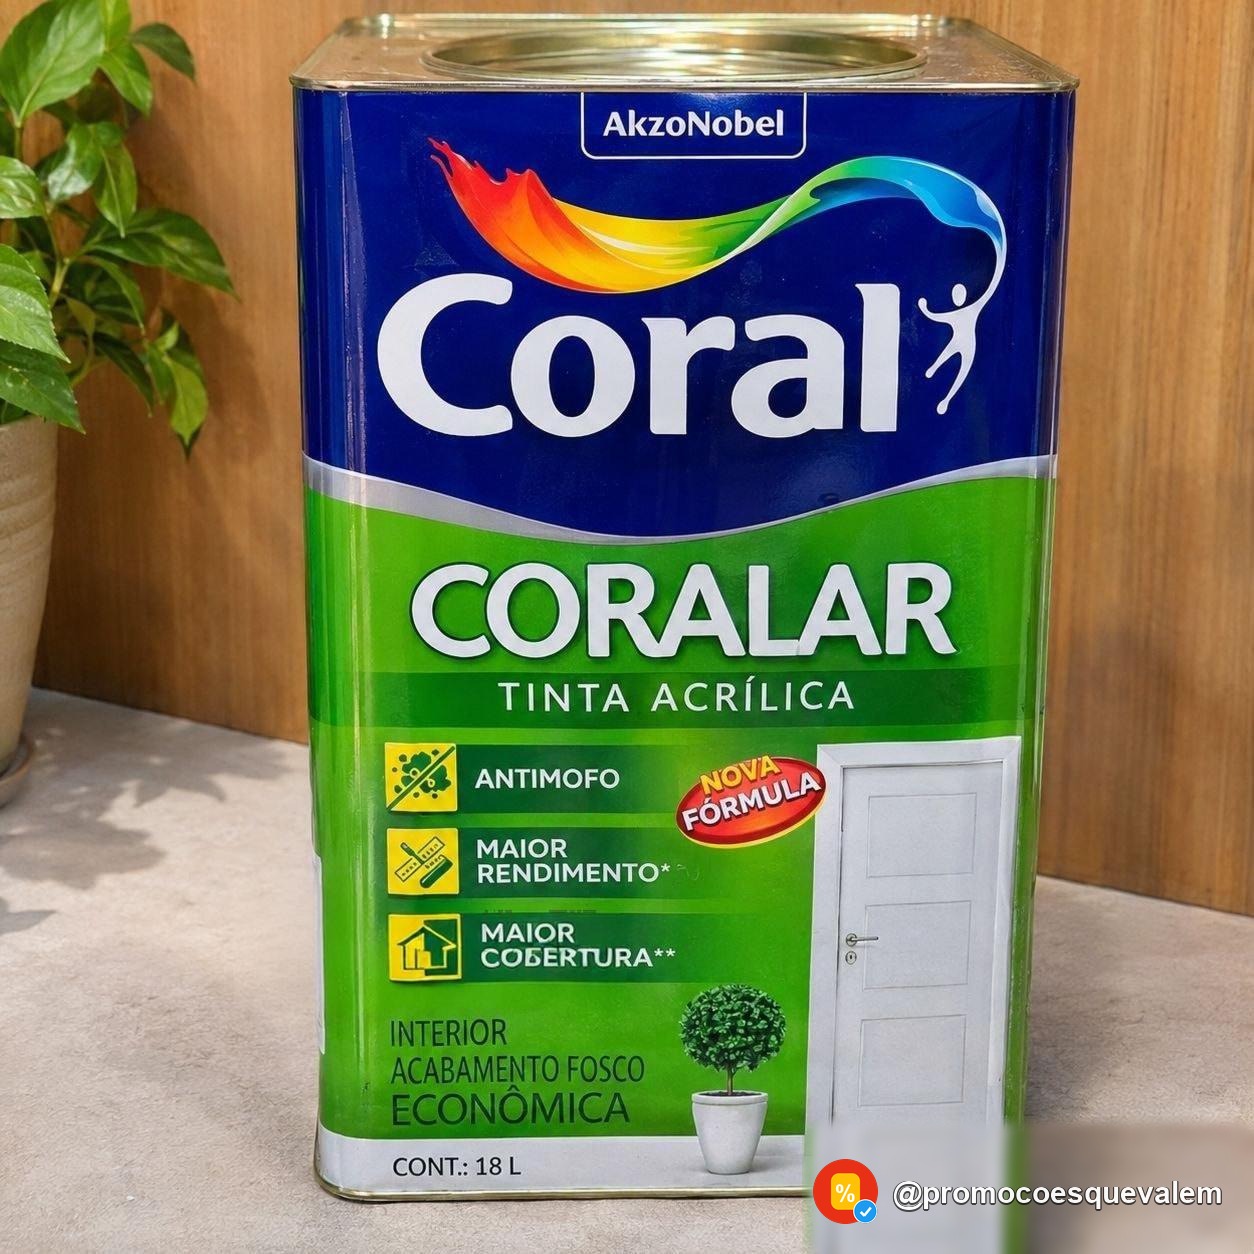 AkzoNobel
Coral
CORALAR
TINTA ACRÍLICA
ANTIMOFO
NOVA
FÓRMULA
MAIOR
RENDIMENTO*
MAIOR
COBERTURA**
INTERIOR
ACABAMENTO FOSCO
ECONÔMICA
CONT.: 18 L
%
@promocoesquevalem